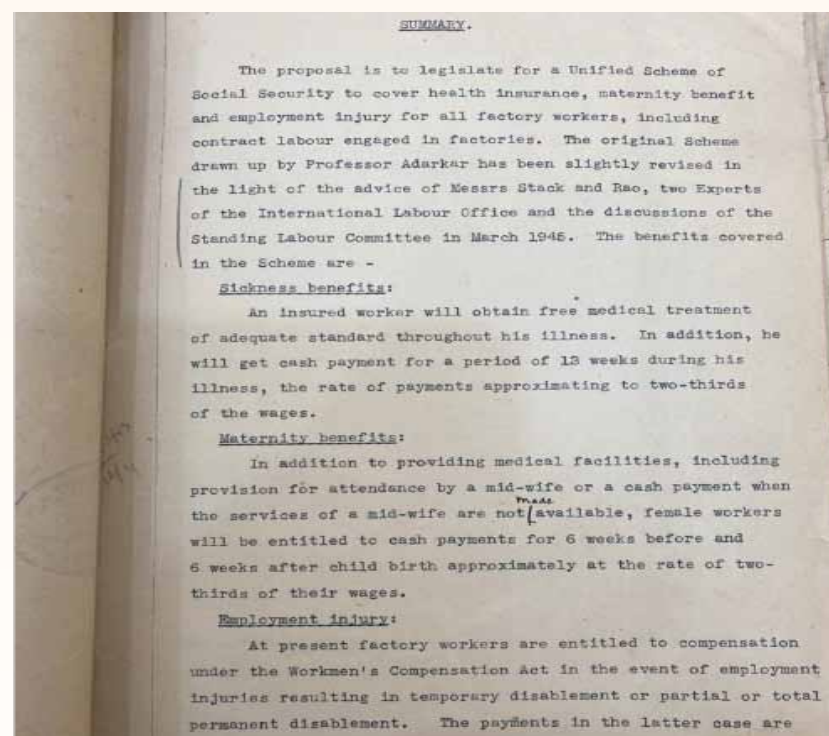 SUMMARY.
The proposal is to legislate for a Unified Scheme of
Social Security to cover health insurance, maternity benefit
and employment injury for all factory workers, including
contract labour engaged in factories. The original Scheme
drawn up by Professor Adarkar has been slightly revised in
the light of the advice of Messrs Stack and Rao, two Experts
of the International Labour Office and the discussions of the
Standing Labour Committee in March 1945. The benefits covered
in the Scheme are -
Sickness benefits:
An insured worker will obtain free medical treatment
of adequate standard throughout his illness. In addition, he
will get cash payment for a period of 13 weeks during his
illness, the rate of payments approximating to two-thirds
of the wages.
Maternity benefits:
In addition to providing medical facilities, including
provision for attendance by a mid-wife or a cash payment when
made
the services of a mid-wife are not available, female workers
will be entitled to cash payments for 6 weeks before and
6 weeks after child birth approximately at the rate of two-
thirds of their wages.
Employment injury:
At present factory workers are entitled to compensation
under the Workmen's Compensation Act in the event of employment
injuries resulting in temporary disablement or partial or total
permanent disablement. The payments in the latter case are